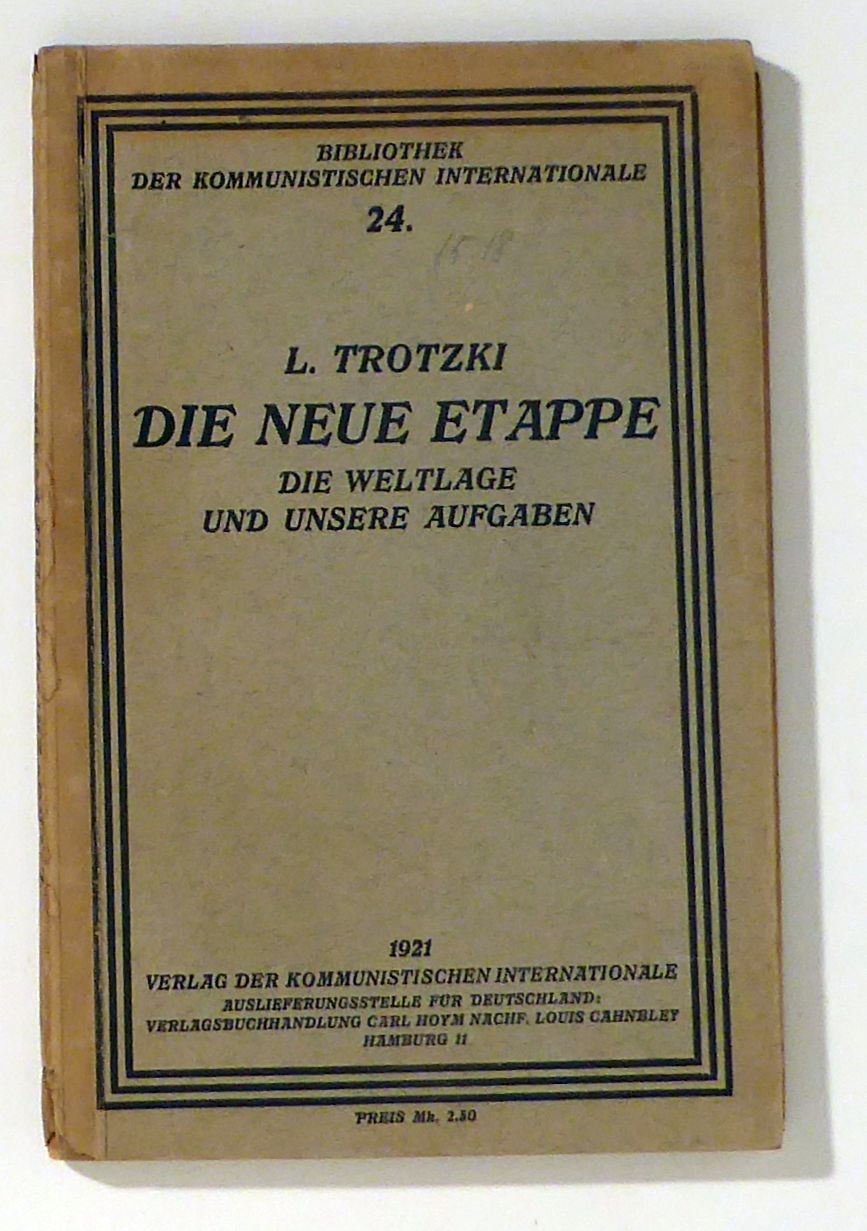 BIBLIOTHEK
DER KOMMUNISTISCHEN INTERNATIONALE
24.
L. TROTZKI
DIE NEUE ETAPPE
DIE WELTLAGE
UND UNSERE AUFGABEN
1921
VERLAG DER KOMMUNISTISCHEN INTERNATIONALE
AUSLIEFERUNGSSTELLE FÜR DEUTSCHLAND:
VERLAGSBUCHHANDLUNG CARL HOYM NACHF. LOUIS CAHNBLEY
HAMBURG 11
PREIS Mk. 2.50